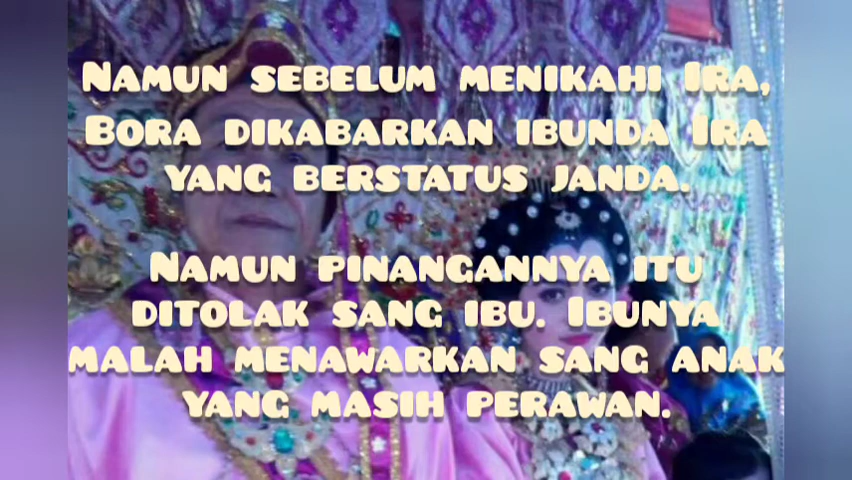 Namun sebelum menikahi Ira,
Bora dikabarkan ibunda Ira
yang berstatus janda.
Namun pinangannya itu
ditolak sang ibu. Ibunya
malah menawarkan sang anak
yang masih perawan.